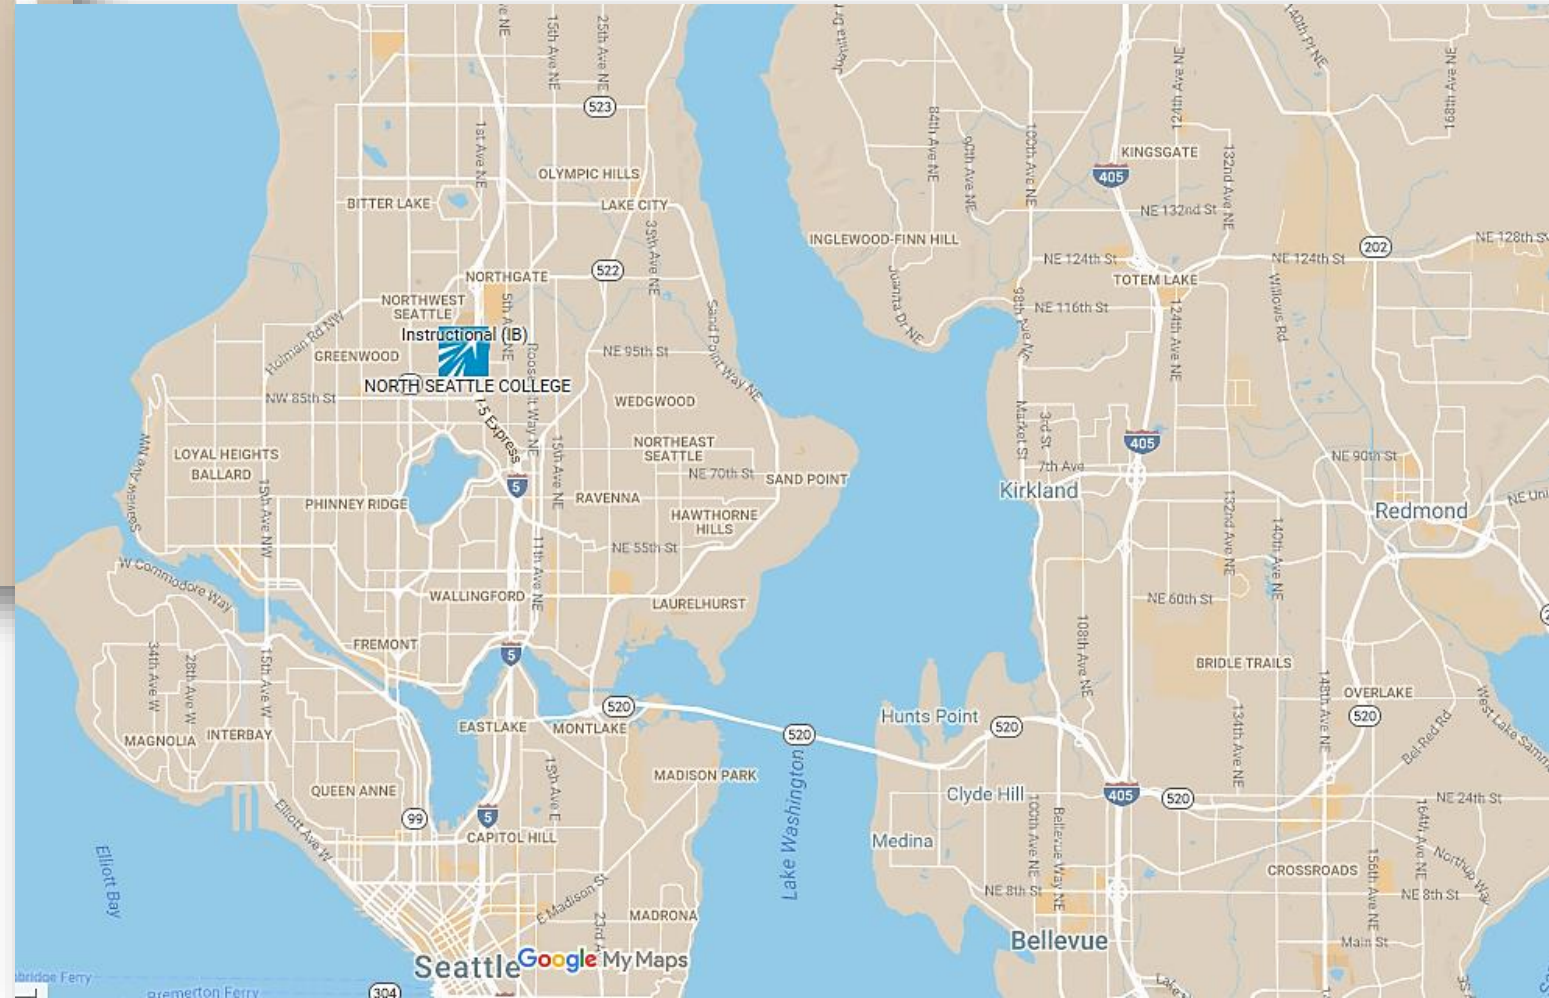 15th Ave NE
25th Ave NE
140th Pl NE
124th Ave NE
168th Ave NE
523
84th Ave NE
90th Ave NE
100th Ave NE
1st Ave NE
KINGSGATE
405
132nd Ave NE
OLYMPIC HILLS
BITTER LAKE
LAKE CITY
NE 132nd St
35th Ave NE
INGLEWOOD-FINN HILL
202
NE 128th St
NE 124th St
NE 124th St
522
NORTHGATE
TOTEM LAKE
Juanita Dr NE
Willows Rd
NORTHWEST
SEATTLE
5th Ave NE
98th Ave NE
NE 116th St
124th Ave NE
Sand Point Way NE
Holman Rd NW
Instructional (IB)
GREENWOOD
NE 95th St
NORTH SEATTLE COLLEGE
NW 85th St
I-5 Express
WEDGWOOD
Market St
3rd St
405
15th Ave NE
NORTHEAST
SEATTLE
LOYAL HEIGHTS
BALLARD
NE 70th St
SAND POINT
7th Ave
NE 90th St
5
Kirkland
Redmond
15th Ave NW
PHINNEY RIDGE
RAVENNA
HAWTHORNE
HILLS
132nd Ave NE
140th Ave NE
NE 55th St
11th Ave NE
W Commodore Way
WALLINGFORD
LAURELHURST
NE 60th St
108th Ave NE
FREMONT
5
34th Ave W
28th Ave W
15th Ave W
BRIDLE TRAILS
148th Ave NE
OVERLAKE
520
520
Hunts Point
520
520
134th Ave NE
Bel-Red Rd
EASTLAKE
MONTLAKE
MAGNOLIA
INTERBAY
15th Ave E
MADISON PARK
Lake Washington
QUEEN ANNE
Clyde Hill
405
520
NE 24th St
Elliott Ave W
99
5
CAPITOL HILL
Medina
100th Ave NE
Bellevue Way NE
164th Ave NE
Northup Way
Elliott Bay
CROSSROADS
156th Ave NE
NE 8th St
NE 8th St
E Madison St
MADRONA
Bellevue
Main St
Seattle
Google My Maps
Bremerton Ferry
304